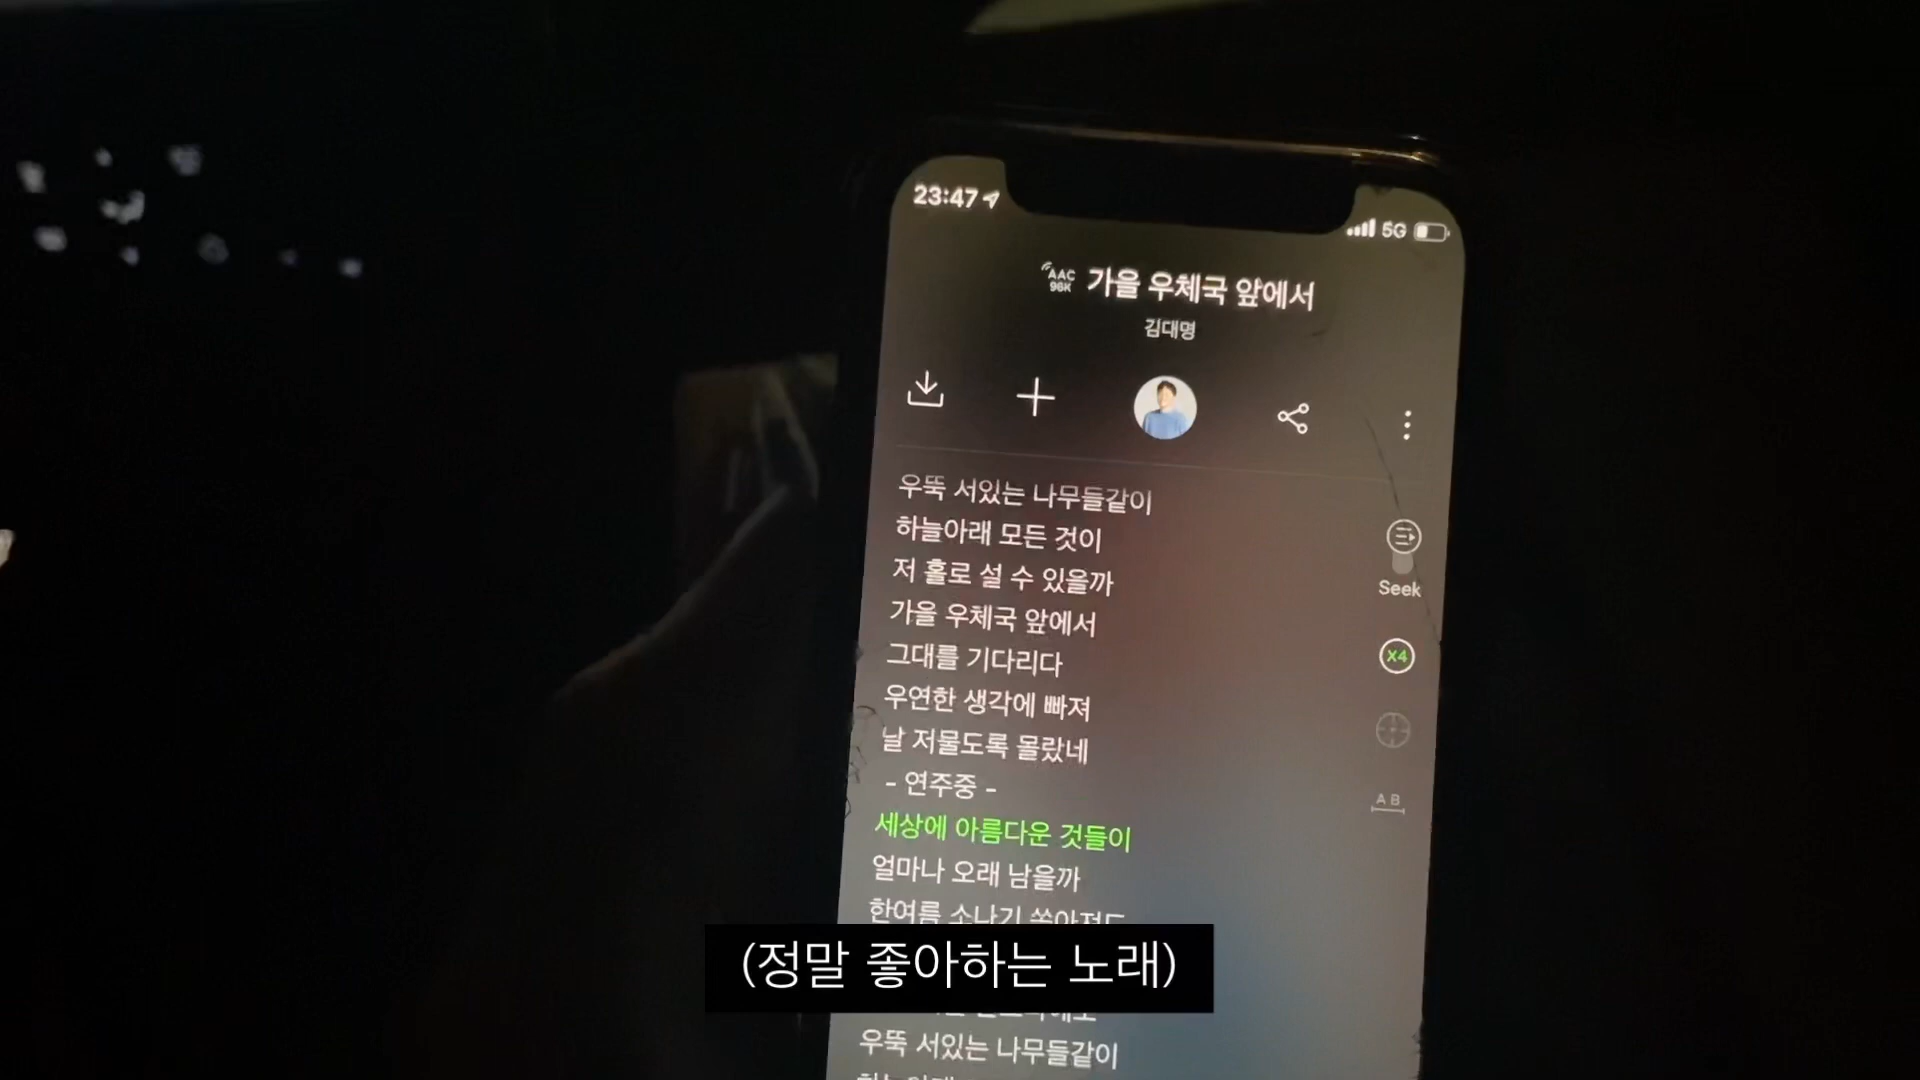 23:47
5G
AAC
96K
가을 우체국 앞에서
김대명
우뚝 서있는 나무들같이
하늘아래 모든 것이
저 홀로 설 수 있을까
가을 우체국 앞에서
그대를 기다리다
우연한 생각에 빠져
날 저물도록 몰랐네
- 연주중 -
세상에 아름다운 것들이
얼마나 오래 남을까
한여름 소나기
Seek
X4
A B
(정말 좋아하는 노래)
우뚝 서있는 나무들같이